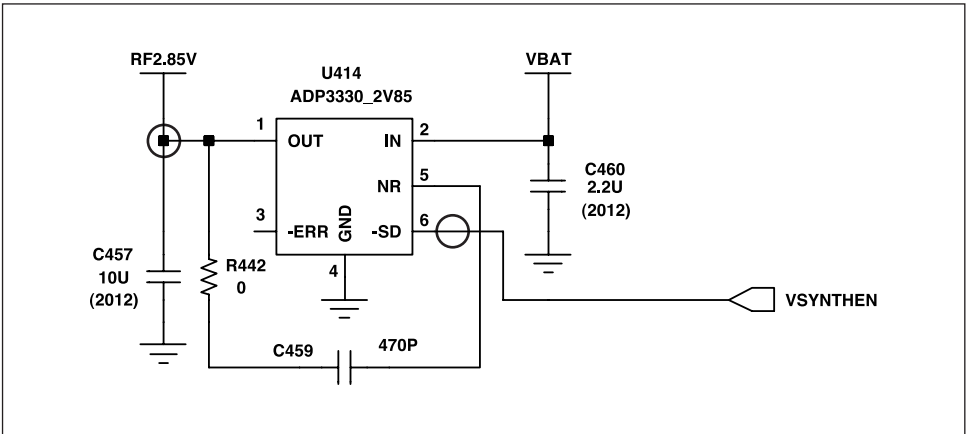 RF2.85V
U414
ADP3330_2V85
VBAT
1
OUT
IN
2
NR
5
3
-ERR
GND
-SD
6
4
C460
2.2U
(2012)
C457
10U
(2012)
R442
0
C459
470P
VSYNTHEN